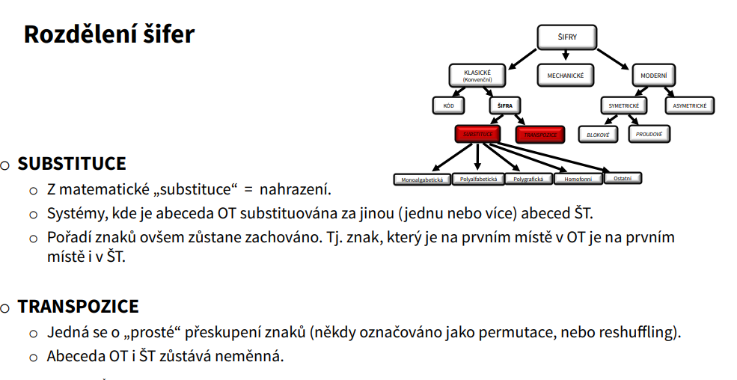 Rozdělení šifer
ŠIFRY
KLASICKÉ
(Konvenční)
MECHANICKÉ
MODERNÍ
KÓD
ŠIFRA
SYMETRICKÉ
ASYMETRICKÉ
SUBSTITUCE
TRANSPOZICE
BLOKOVÉ
PROUDOVÉ
Monoalgabetická
Polyalfabetická
Polygrafická
Homofonní
Ostatní
SUBSTITUCE
Z matematické „substituce“ = nahrazení.
Systémy, kde je abeceda OT substituována za jinou (jednu nebo více) abeced ŠT.
Pořadí znaků ovšem zůstane zachováno. Tj. znak, který je na prvním místě v OT je na prvním
místě i v ŠT.
TRANSPOZICE
Jedná se o „prosté“ přeskupení znaků (někdy označováno jako permutace, nebo reshuffling).
Abeceda OT i ŠT zůstává neměnná.